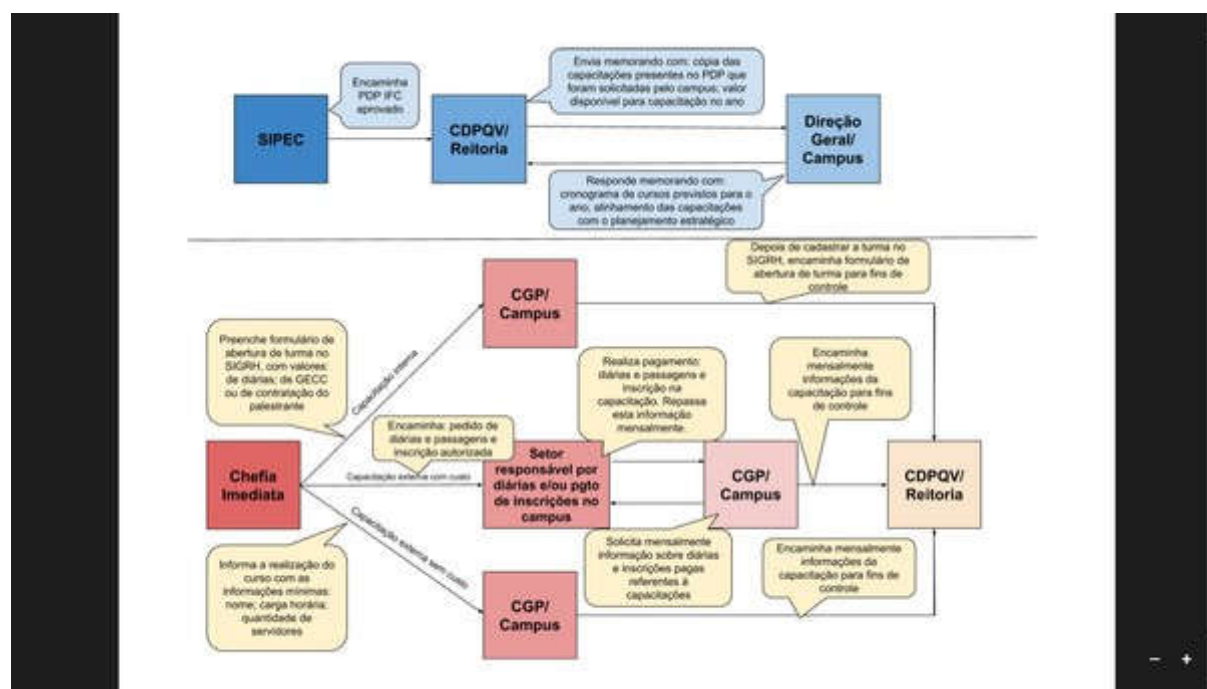 Encaminha
PDP IFC
aprovado
Envia memorando com: cópia das
capacitações presentes no PDP que
foram solicitadas pelo campus; valor
disponível para capacitação no ano
SIPEC
CDPQV/
Reitoria
Direção
Geral/
Campus
Responde memorando com:
cronograma de cursos previstos para o
ano; alinhamento das capacitações
com o planejamento estratégico
Depois de cadastrar a turma no
SIGRH, encaminha formulário de
abertura de turma para fins de
controle
CGP/
Campus
Preenche formulário de
abertura de turma no
SIGRH, com valores:
de diárias; de GECC
ou de contratação do
palestrante
Capacitação interna
Realiza pagamento:
diárias e passagens e
inscrição na
capacitação. Repassa
esta informação
mensalmente.
Encaminha
mensalmente
informações da
capacitação para fins
de controle
Encaminha: pedido de
diárias e passagens e
inscrição autorizada
Chefia
Imediata
Capacitação externa com custo
Setor
responsável por
diárias e/ou pgto
de inscrições no
campus
CGP/
Campus
CDPQV/
Reitoria
Capacitação externa sem custo
Informa a realização do
curso com as
informações mínimas:
nome; carga horária;
quantidade de
servidores
Solicita mensalmente
informação sobre diárias
e inscrições pagas
referentes à
capacitações
Encaminha mensalmente
informações da
capacitação para fins de
controle
CGP/
Campus